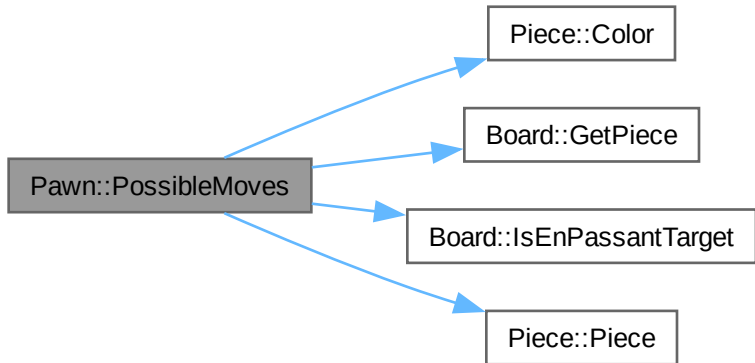 Piece::Color
Board::GetPiece
Pawn::PossibleMoves
Board::IsEnPassantTarget
Piece::Piece